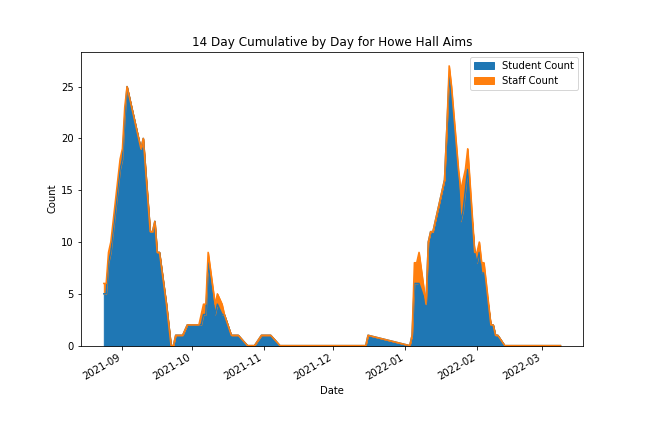 14 Day Cumulative by Day for Howe Hall Aims
Student Count
Staff Count
25
20
15
10
5
0
Count
2021-09
2021-10
2021-11
2021-12
2022-01
2022-02
2022-03
Date